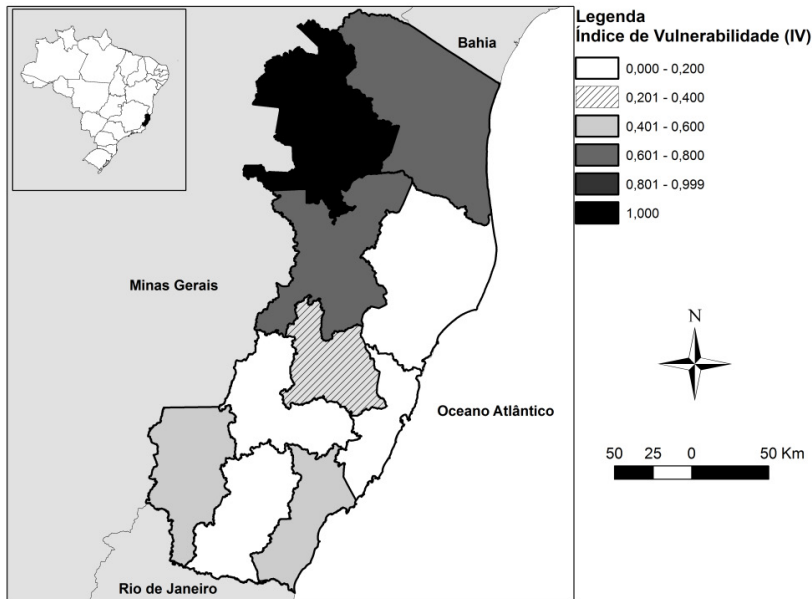 Legenda
Índice de Vulnerabilidade (IV)
0,000 - 0,200
0,201 - 0,400
0,401 - 0,600
0,601 - 0,800
0,801 - 0,999
1,000
Bahia
Minas Gerais
Oceano Atlântico
Rio de Janeiro
N
50 25 0 50 Km